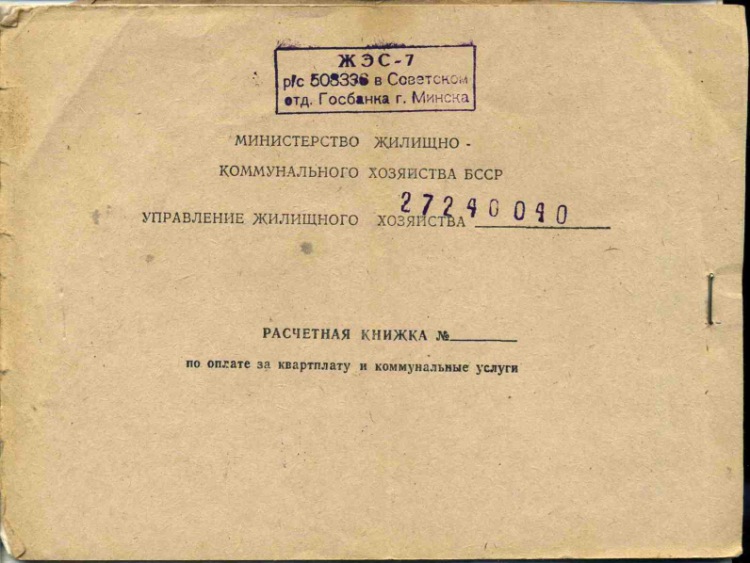 ЖЭС-7
р/с 508336 в Советском
отд. Госбанка г. Минска
МИНИСТЕРСТВО ЖИЛИЩНО -
КОММУНАЛЬНОГО ХОЗЯЙСТВА БССР
27240040
УПРАВЛЕНИЕ ЖИЛИЩНОГО ХОЗЯЙСТВА
РАСЧЕТНАЯ КНИЖКА №
по оплате за квартплату и коммунальные услуги